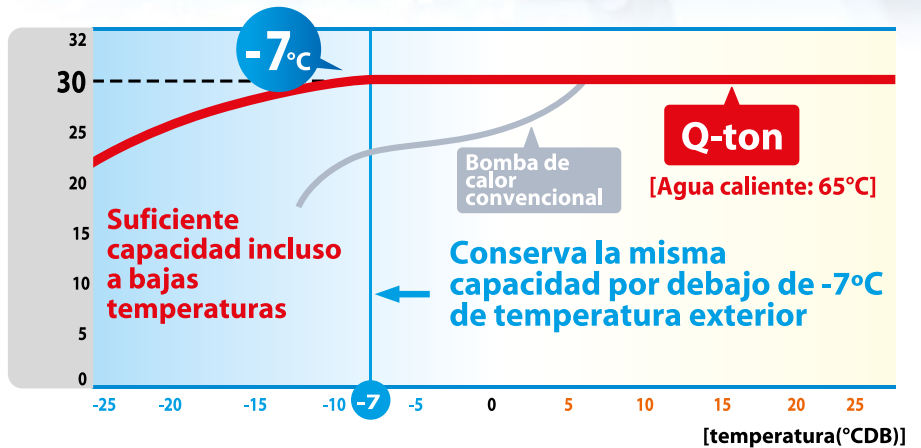 32
30
25
20
15
10
5
0
-7°C
Bomba de
calor
convencional
Q-ton
[Agua caliente: 65°C]
Suficiente
capacidad incluso
a bajas
temperaturas
Conserva la misma
capacidad por debajo de -7ºC
de temperatura exterior
-25 -20 -15 -10 -7 -5 0 5 10 15 20 25
[temperatura(°CDB)]